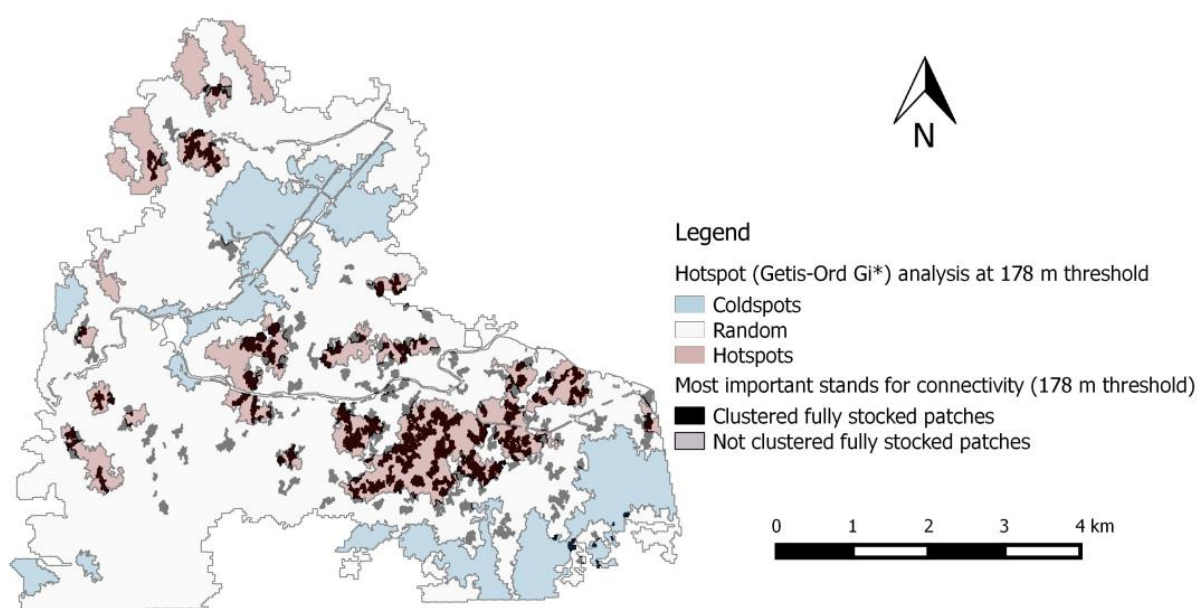 N
Legend
Hotspot (Getis-Ord Gi*) analysis at 178 m threshold
Coldspots
Random
Hotspots
Most important stands for connectivity (178 m threshold)
Clustered fully stocked patches
Not clustered fully stocked patches
0 1 2 3 4 km